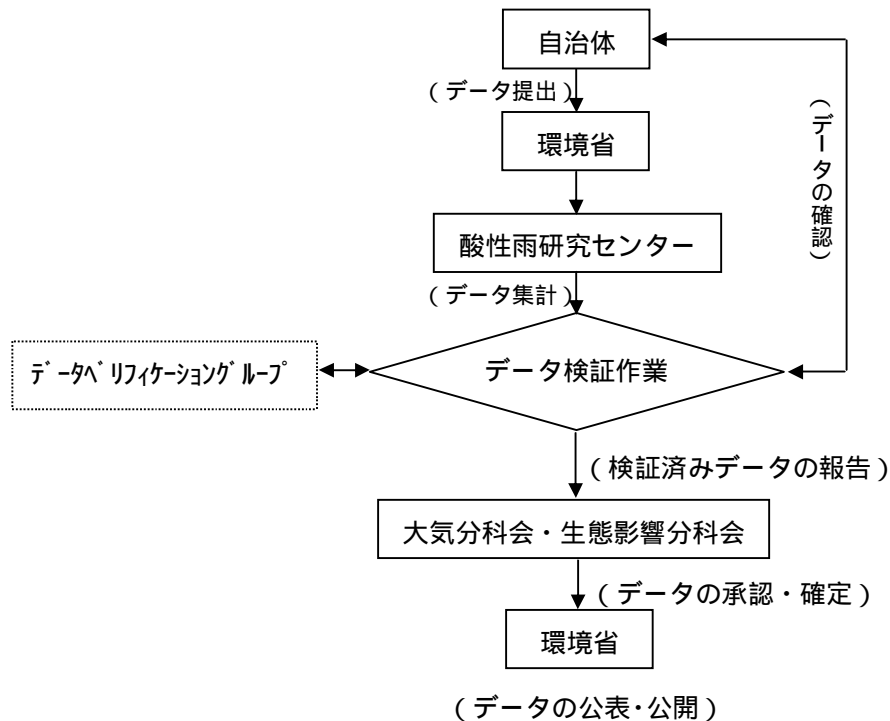 自治体
（データ提出）
環境省
（データの確認）
酸性雨研究センター
（データ集計）
ﾃﾞｰﾀﾍﾞﾘﾌｨｹｰｼｮﾝｸﾞﾙｰﾌﾟ
データ検証作業
（検証済みデータの報告）
大気分科会・生態影響分科会
（データの承認・確定）
環境省
（データの公表･公開）